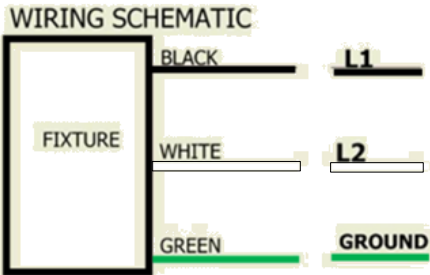 WIRING SCHEMATIC
BLACK
L1
FIXTURE
WHITE
L2
GREEN
GROUND